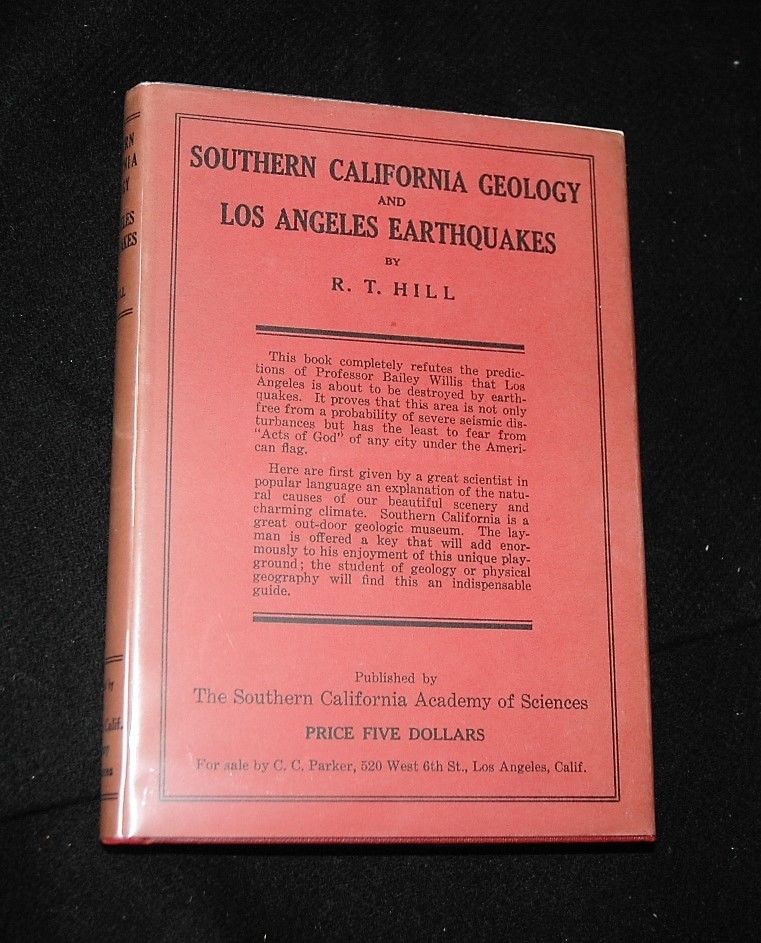 SOUTHERN CALIFORNIA GEOLOGY
AND
LOS ANGELES EARTHQUAKES
BY
R. T. HILL
This book completely refutes the predic-
tions of Professor Bailey Willis that Los
Angeles is about to be destroyed by earth-
quakes. It proves that this area is not only
free from a probability of severe seismic dis-
turbances but has the least to fear from
"Acts of God" of any city under the Ameri-
can flag.
Here are first given by a great scientist in
popular language an explanation of the natu-
ral causes of our beautiful scenery and
charming climate. Southern California is a
great out-door geologic museum. The lay-
man is offered a key that will add enor-
mously to his enjoyment of this unique play-
ground; the student of geology or physical
geography will find this an indispensable
guide.
Published by
The Southern California Academy of Sciences
PRICE FIVE DOLLARS
For sale by C. C. Parker, 520 West 6th St., Los Angeles, Calif.